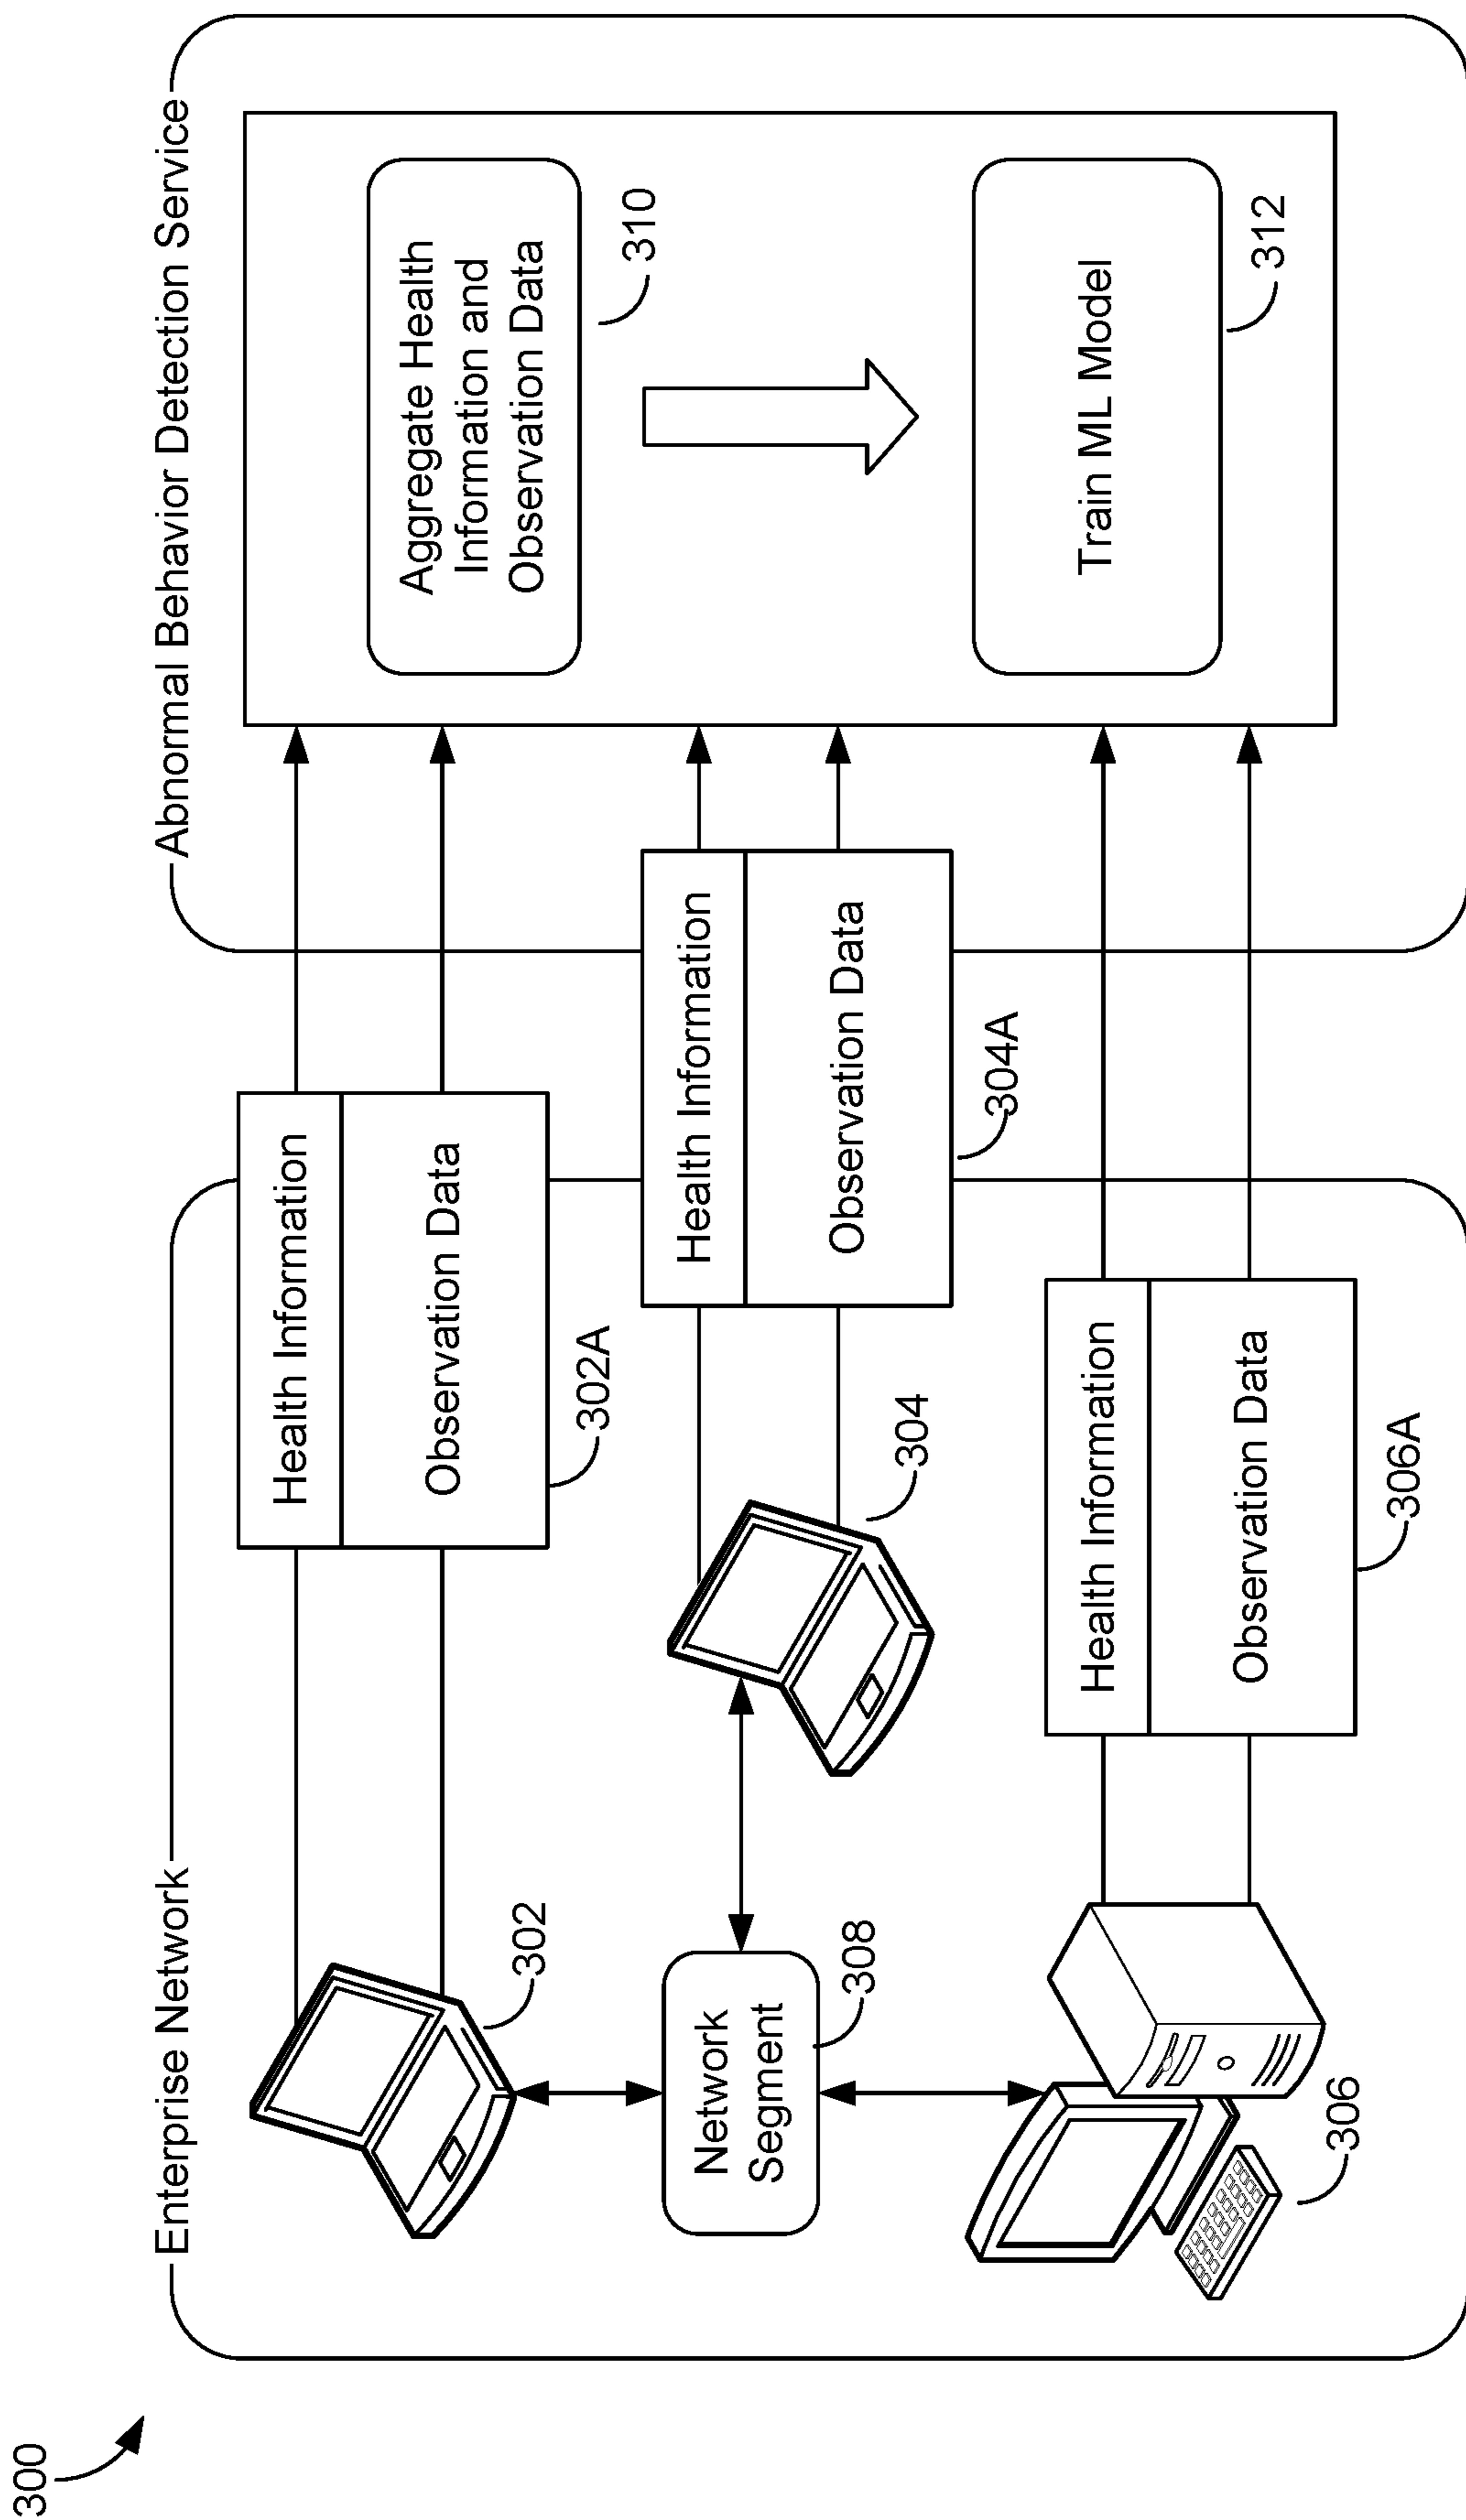 300
Enterprise Network
Abnormal Behavior Detection Service
Health Information
Observation Data
302A
302
Aggregate Health
Information and
Observation Data
310
Network
Segment
308
304
Health Information
Observation Data
304A
306
Health Information
Observation Data
306A
Train ML Model
312